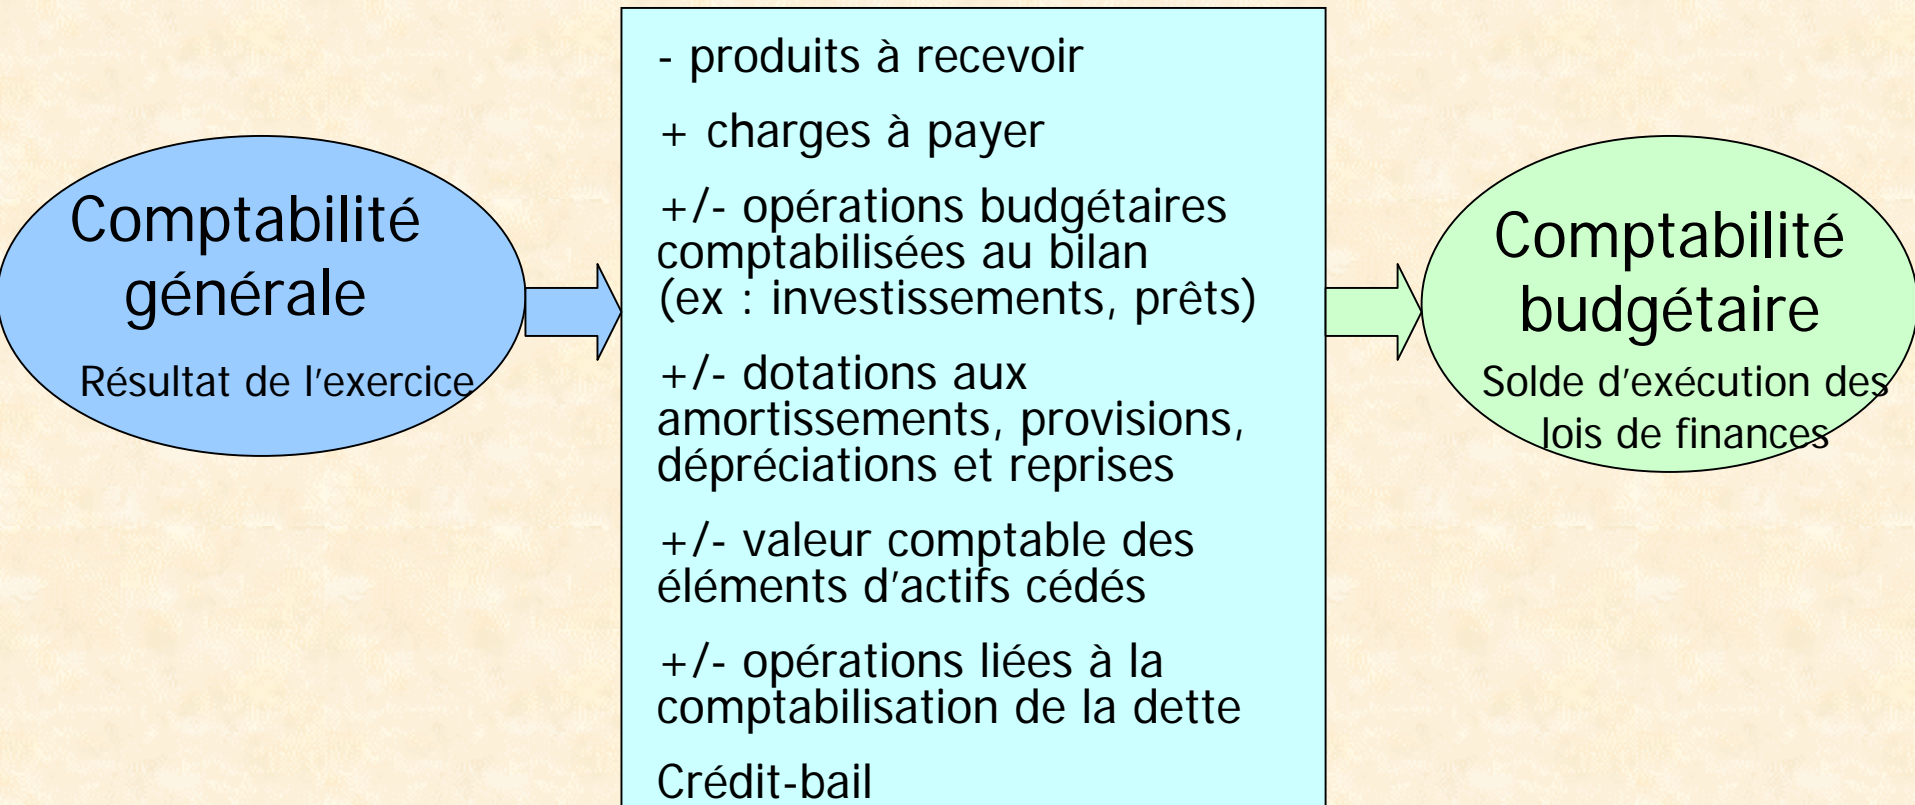 Comptabilité
générale
Résultat de l'exercice
- produits à recevoir
+ charges à payer
+/- opérations budgétaires
comptabilisées au bilan
(ex : investissements, prêts)
+/- dotations aux
amortissements, provisions,
dépréciations et reprises
+/- valeur comptable des
éléments d'actifs cédés
+/- opérations liées à la
comptabilisation de la dette
Crédit-bail
Comptabilité
budgétaire
Solde d'exécution des
lois de finances